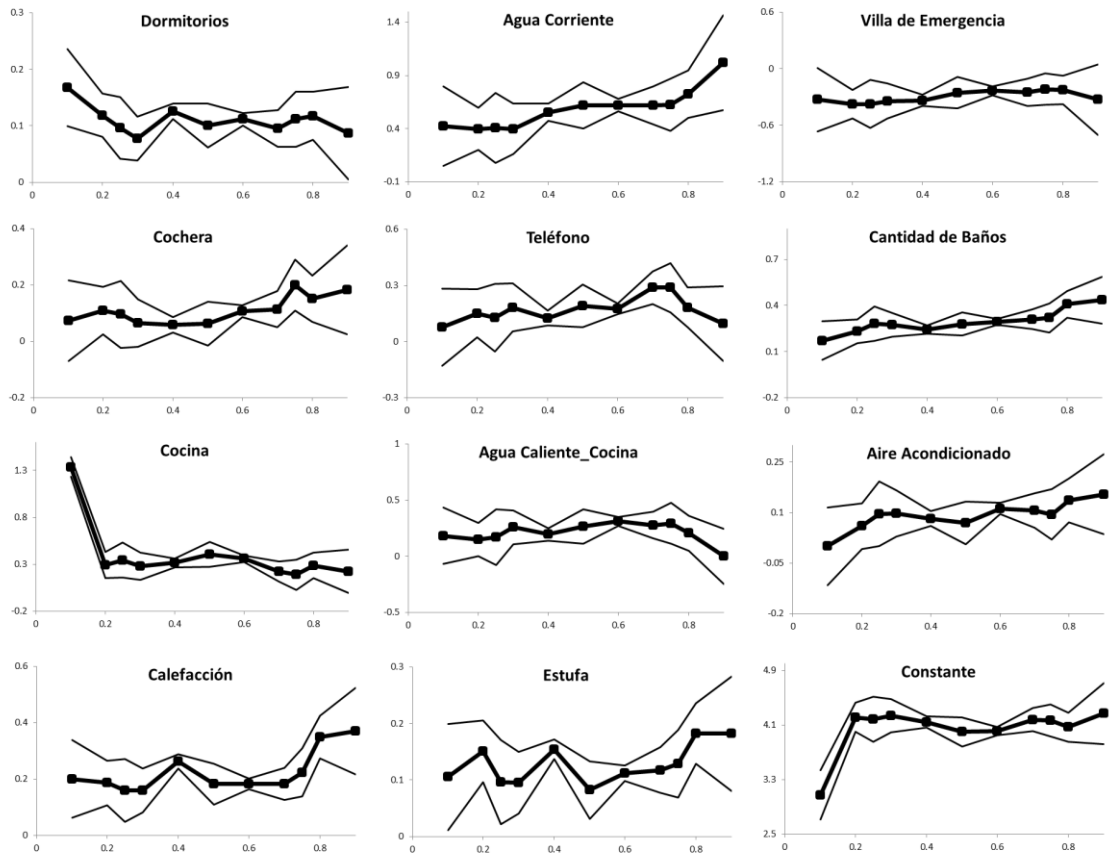 Dormitorios
0.3
0.2
0.1
0
0 0.2 0.4 0.6 0.8
Agua Corriente
1.4
0.9
0.4
-0.1
0 0.2 0.4 0.6 0.8
Villa de Emergencia
0.6
0
-0.6
-1.2
0 0.2 0.4 0.6 0.8
Cochera
0.4
0.2
0
-0.2
0 0.2 0.4 0.6 0.8
Teléfono
0.6
0.3
0
-0.3
0 0.2 0.4 0.6 0.8
Cantidad de Baños
0.7
0.4
0.1
-0.2
0 0.2 0.4 0.6 0.8
Cocina
1.3
0.8
0.3
-0.2
0 0.2 0.4 0.6 0.8
Agua Caliente_Cocina
1
0.5
0
-0.5
0 0.2 0.4 0.6 0.8
Aire Acondicionado
0.25
0.1
-0.05
-0.2
0 0.2 0.4 0.6 0.8
Calefacción
0.6
0.4
0.2
0
0 0.2 0.4 0.6 0.8
Estufa
0.3
0.2
0.1
0
0 0.2 0.4 0.6 0.8
Constante
4.9
4.1
3.3
2.5
0 0.2 0.4 0.6 0.8